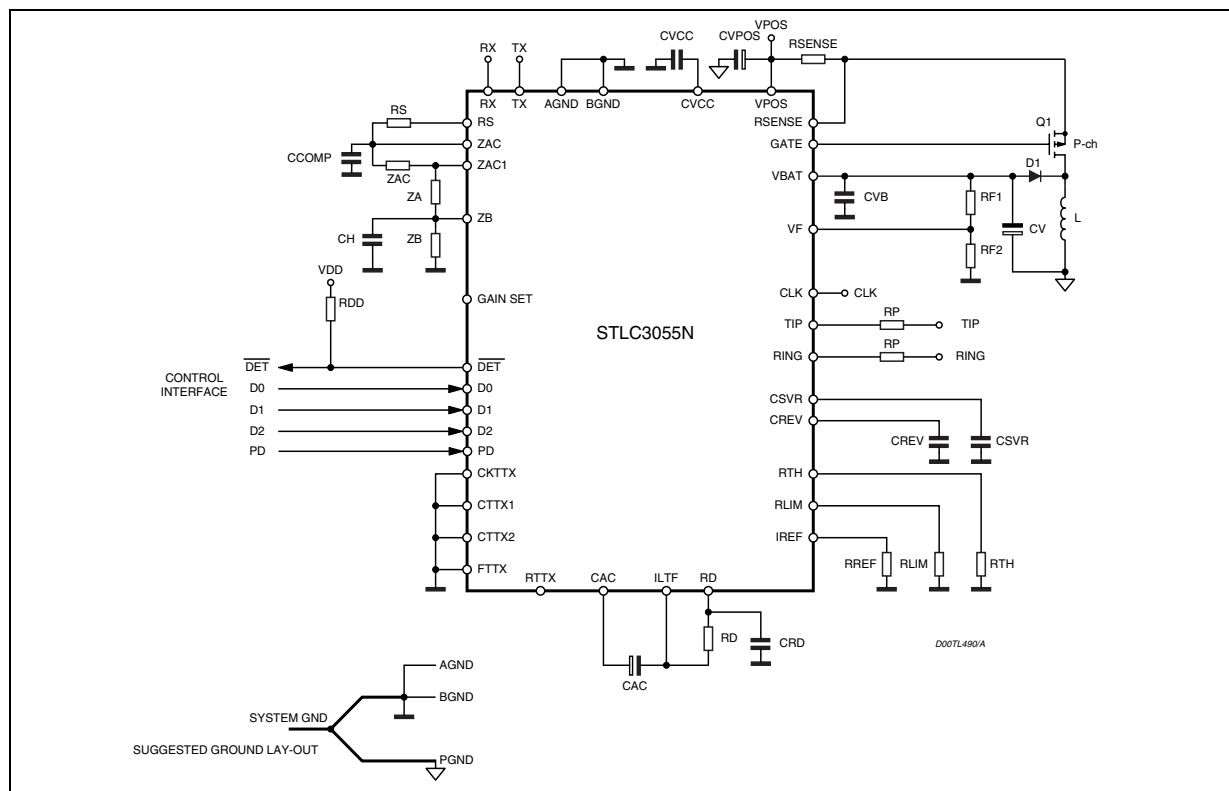 VPOS
RX TX CVCC CVPOS RSENSE
RX TX AGND BGND CVCC VPOS
RS RS RSENSE Q1
ZAC GATE P-ch
CCOMP ZAC1 D1
ZAC VBAT
ZA CVB RF1
ZB VF CV L
CH ZB RF2
VDD
RDD GAIN SET CLK CLK
STLC3055N TIP RP TIP
RING RP RING
DET DET
CONTROL INTERFACE
D0 D0
D1 D1 CSVR
D2 D2 CREV CREV CSVR
PD PD
CKTTX RTH
CTTX1 RLIM
CTTX2 IREF
FTTX RREF RLIM RTH
RTTX CAC ILTF RD
RD CRD
D00TL490/A
CAC
AGND
BGND
SYSTEM GND
SUGGESTED GROUND LAY-OUT
PGND